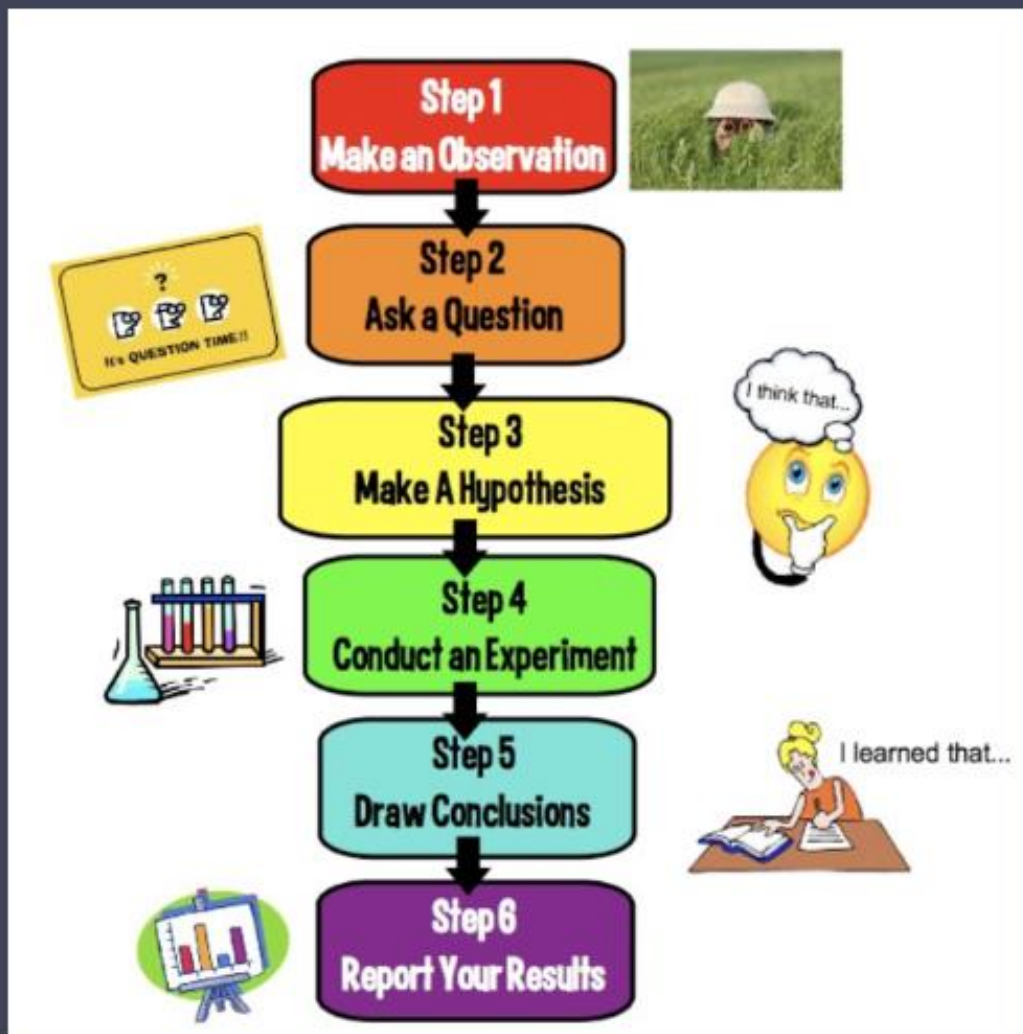 Step 1
Make an Observation
Step 2
Ask a Question
?
It's QUESTION TIME!!
Step 3
Make A Hypothesis
I think that...
Step 4
Conduct an Experiment
Step 5
Draw Conclusions
I learned that...
Step 6
Report Your Results